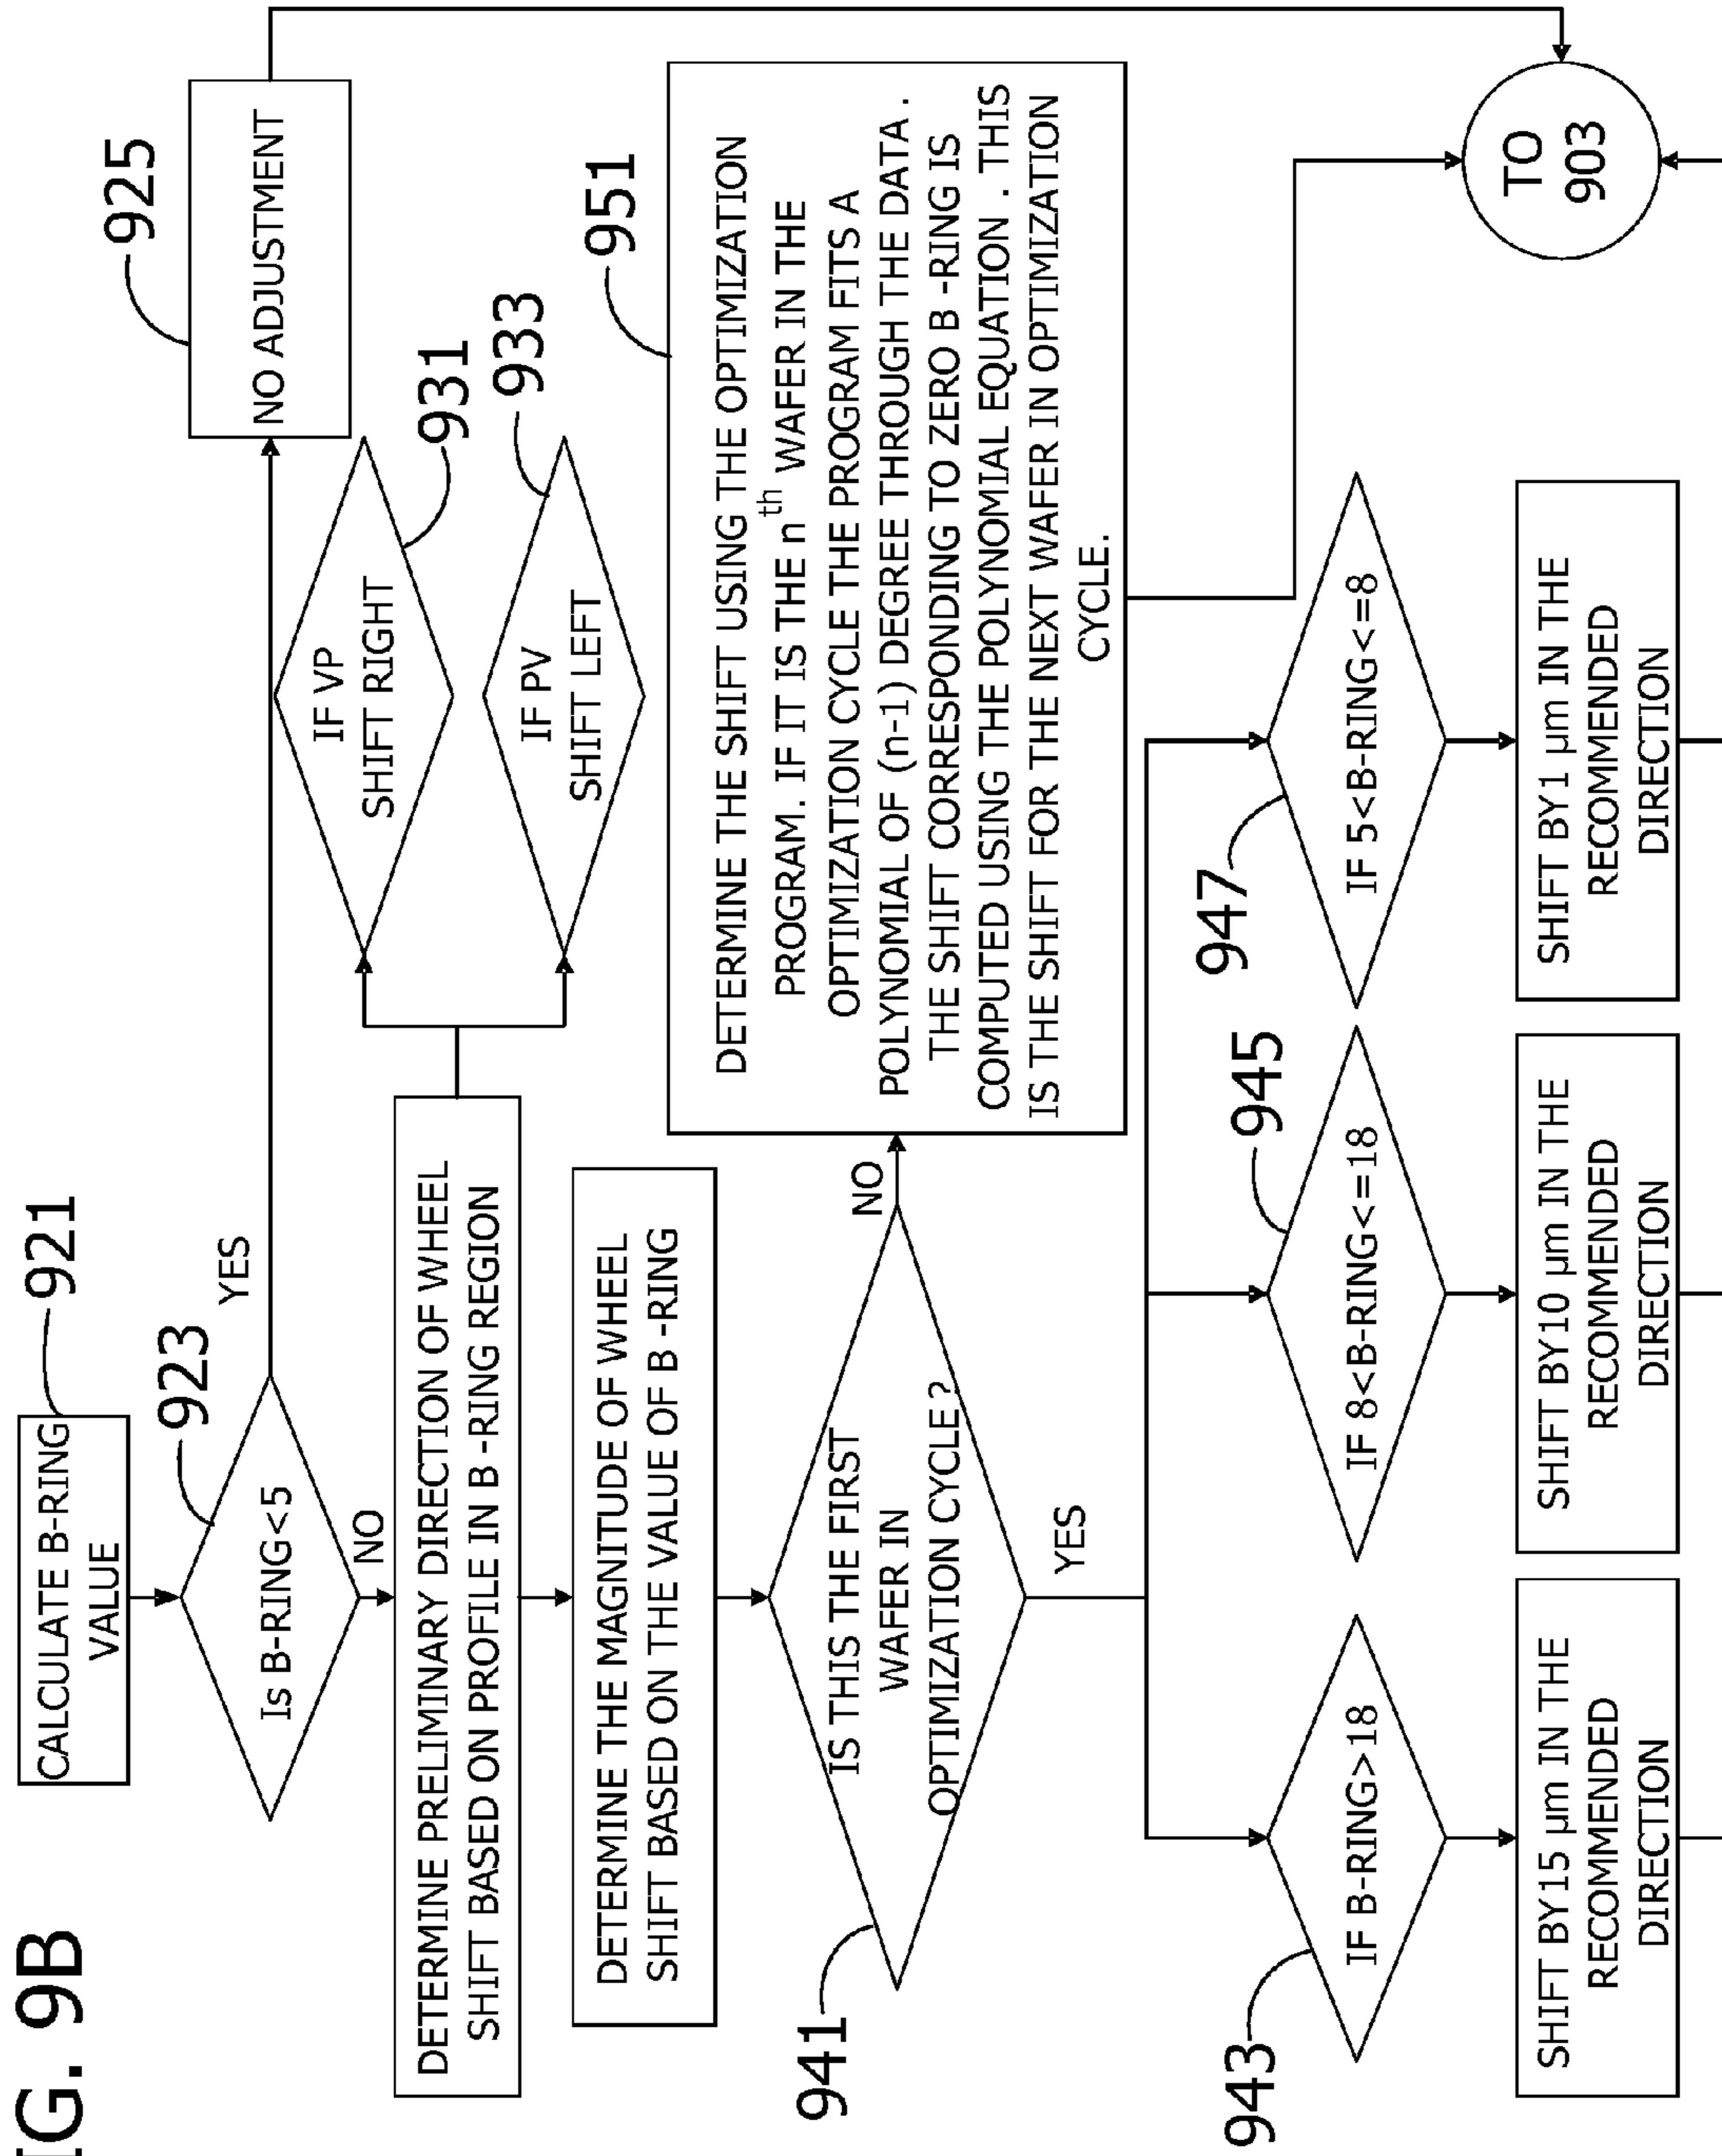 IG. 9B
CALCULATE B-RING
VALUE
921
Is B-RING<5
923
YES
NO
NO ADJUSTMENT
925
DETERMINE PRELIMINARY DIRECTION OF WHEEL
SHIFT BASED ON PROFILE IN B -RING REGION
IF VP
SHIFT RIGHT
931
IF PV
SHIFT LEFT
933
DETERMINE THE MAGNITUDE OF WHEEL
SHIFT BASED ON THE VALUE OF B -RING
IS THIS THE FIRST
WAFER IN
OPTIMIZATION CYCLE ?
941
NO
YES
DETERMINE THE SHIFT USING THE OPTIMIZATION
PROGRAM. IF IT IS THE n th WAFER IN THE
OPTIMIZATION CYCLE THE PROGRAM FITS A
POLYNOMIAL OF (n-1) DEGREE THROUGH THE DATA .
THE SHIFT CORRESPONDING TO ZERO B -RING IS
COMPUTED USING THE POLYNOMIAL EQUATION . THIS
IS THE SHIFT FOR THE NEXT WAFER IN OPTIMIZATION
CYCLE.
951
IF B-RING>18
943
IF 8<B-RING<=18
945
IF 5<B-RING<=8
947
SHIFT BY15 µm IN THE
RECOMMENDED
DIRECTION
SHIFT BY10 µm IN THE
RECOMMENDED
DIRECTION
SHIFT BY1 µm IN THE
RECOMMENDED
DIRECTION
TO
903